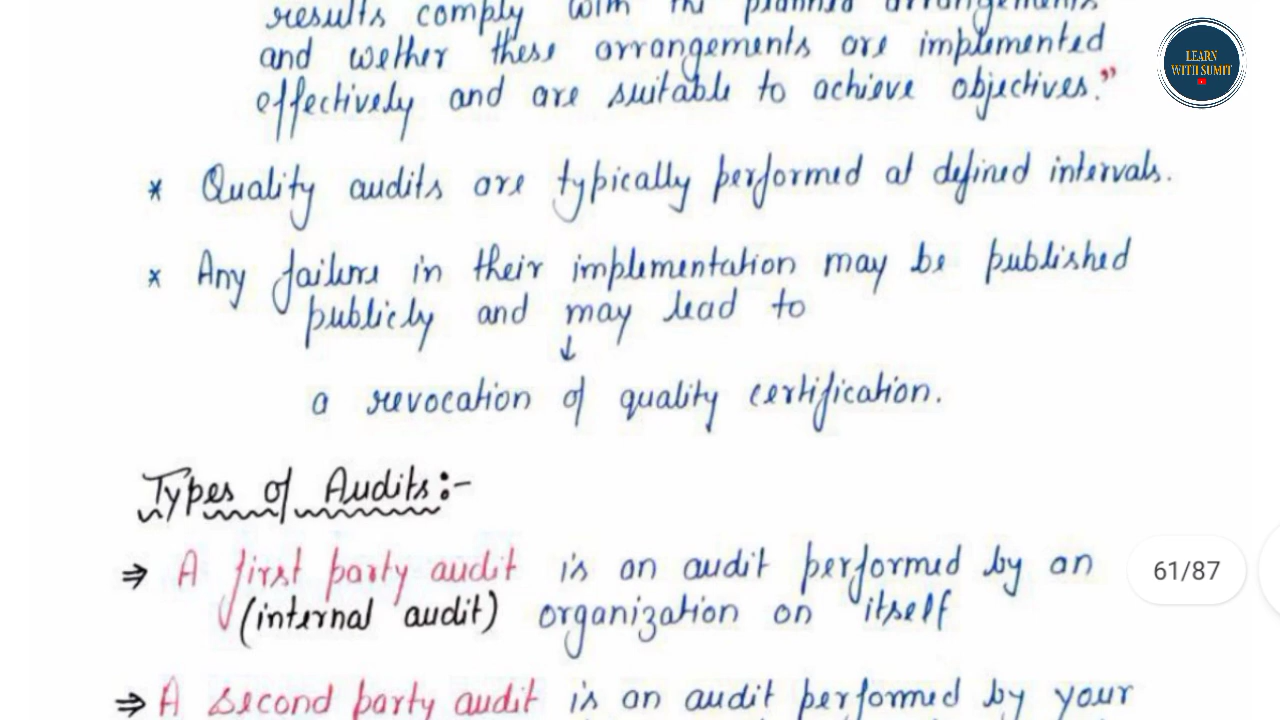 results comply with the planned arrangements
and wether these arrangements are implemented
effectively and are suitable to achieve objectives.”
* Quality audits are typically performed at defined intervals.
* Any failure in their implementation may be published
publicly and may lead to
↓
a revocation of quality certification.
Types of Audits:-
⇒ A first party audit is an audit performed by an
(internal audit) organization on itself
⇒ A second party audit is an audit performed by your
LEARN
WITH SUMIT
61/87